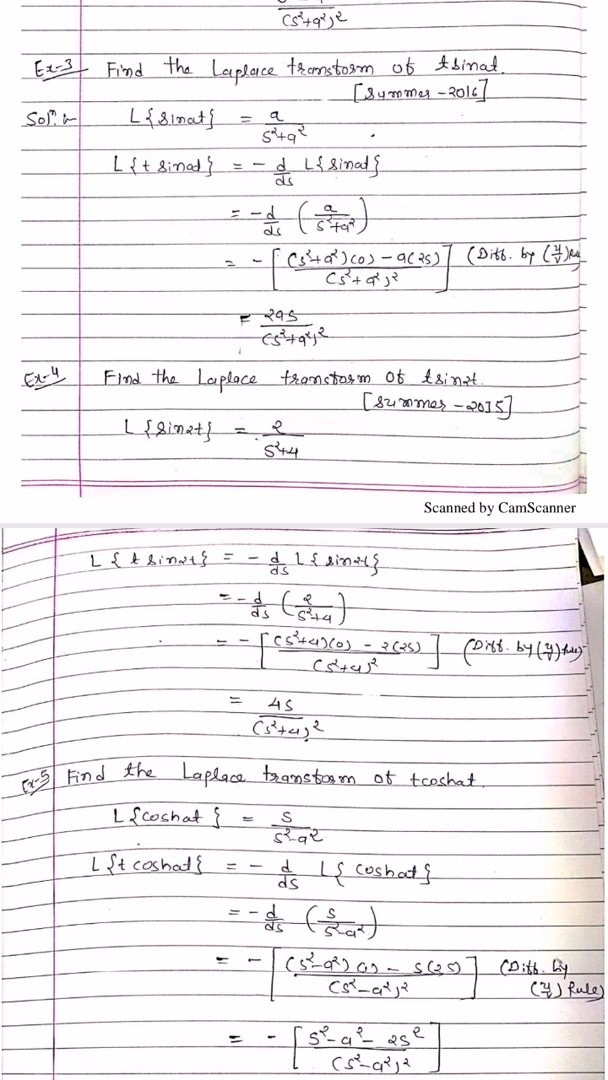 (s²+a²)²
Ex-3 Find the Laplace transform of tsinat.
[Summer-2016]
Solⁿ:- L{sinat} = a/(s²+a²)
L{t sinat} = - d/ds L{sinat}
= - d/ds (a/(s²+a²))
= - [((s²+a²)(0) - a(2s))/(s²+a²)²] (Diff. by (u/v) Rule
= 2as/(s²+a²)²
Ex-4 Find the Laplace transform of tsin2t.
[Summer-2015]
L{sin2t} = 2/(s²+4)
Scanned by CamScanner
L{t sin2t} = - d/ds L{sin2t}
= - d/ds (2/(s²+4))
= - [((s²+4)(0) - 2(2s))/(s²+4)²] (Diff. by (u/v) Rule)
= 4s/(s²+4)²
Ex-5 Find the Laplace transform of tcoshat.
L{coshat} = s/(s²-a²)
L{t coshat} = - d/ds L{coshat}
= - d/ds (s/(s²-a²))
= - [((s²-a²)(1) - s(2s))/(s²-a²)²] (Diff. by (u/v) Rule)
= - [(s²-a²-2s²)/(s²-a²)²]